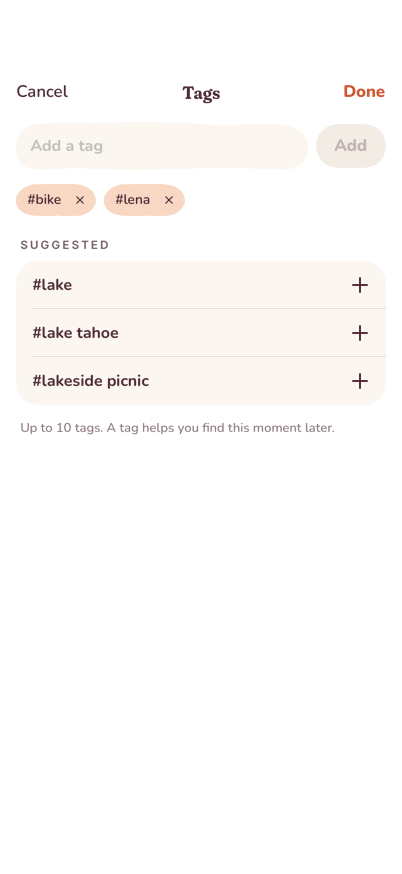 Cancel Tags Done
Add a tag Add
#bike × #lena ×
SUGGESTED
#lake
#lake tahoe
#lakeside picnic
Up to 10 tags. A tag helps you find this moment later.